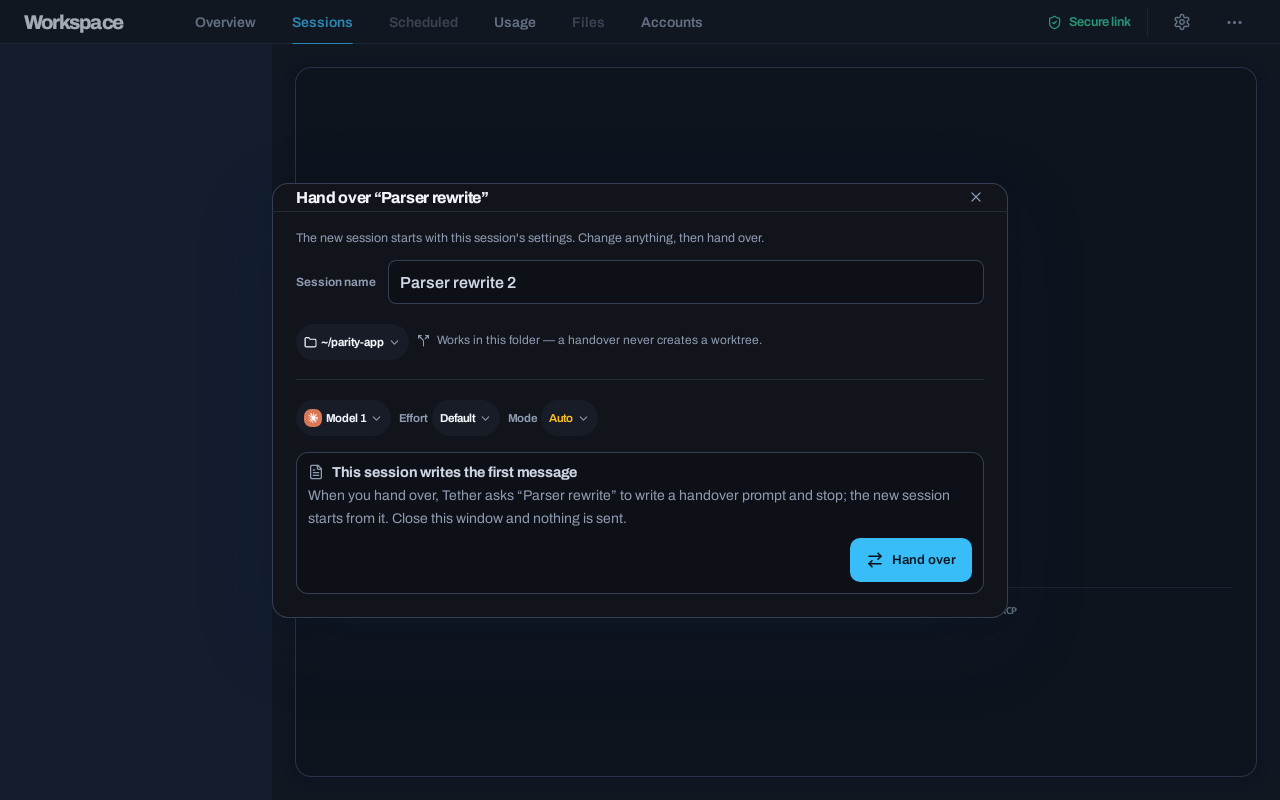 Workspace
Overview
Sessions
Scheduled
Usage
Files
Accounts
Secure link
Hand over “Parser rewrite”
The new session starts with this session's settings. Change anything, then hand over.
Session name
Parser rewrite 2
~/parity-app
Works in this folder — a handover never creates a worktree.
Model 1
Effort
Default
Mode
Auto
This session writes the first message
When you hand over, Tether asks “Parser rewrite” to write a handover prompt and stop; the new session
starts from it. Close this window and nothing is sent.
Hand over